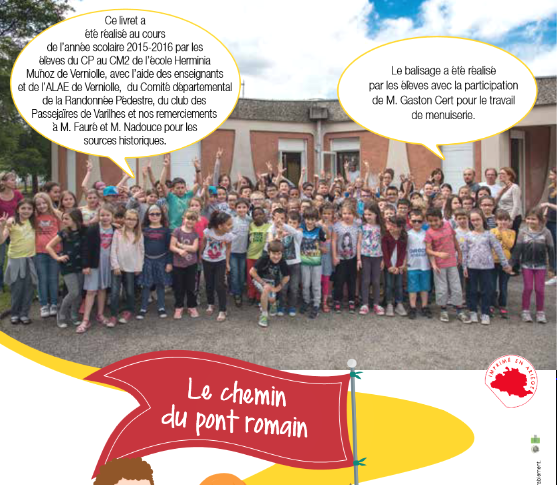 Ce livret a
été réalisé au cours
de l'année scolaire 2015-2016 par les
élèves du CP au CM2 de l'école Herminia
Muñoz de Verniolle, avec l'aide des enseignants
et de l'ALAE de Verniolle, du Comité départemental
de la Randonnée Pédestre, du club des
Passejaïres de Varilhes et nos remerciements
à M. Fauré et M. Nadouce pour les
sources historiques.
Le balisage a été réalisé
par les élèves avec la participation
de M. Gaston Cert pour le travail
de menuiserie.
IMPRIMÉ EN ARIÈGE
Le chemin
du pont romain